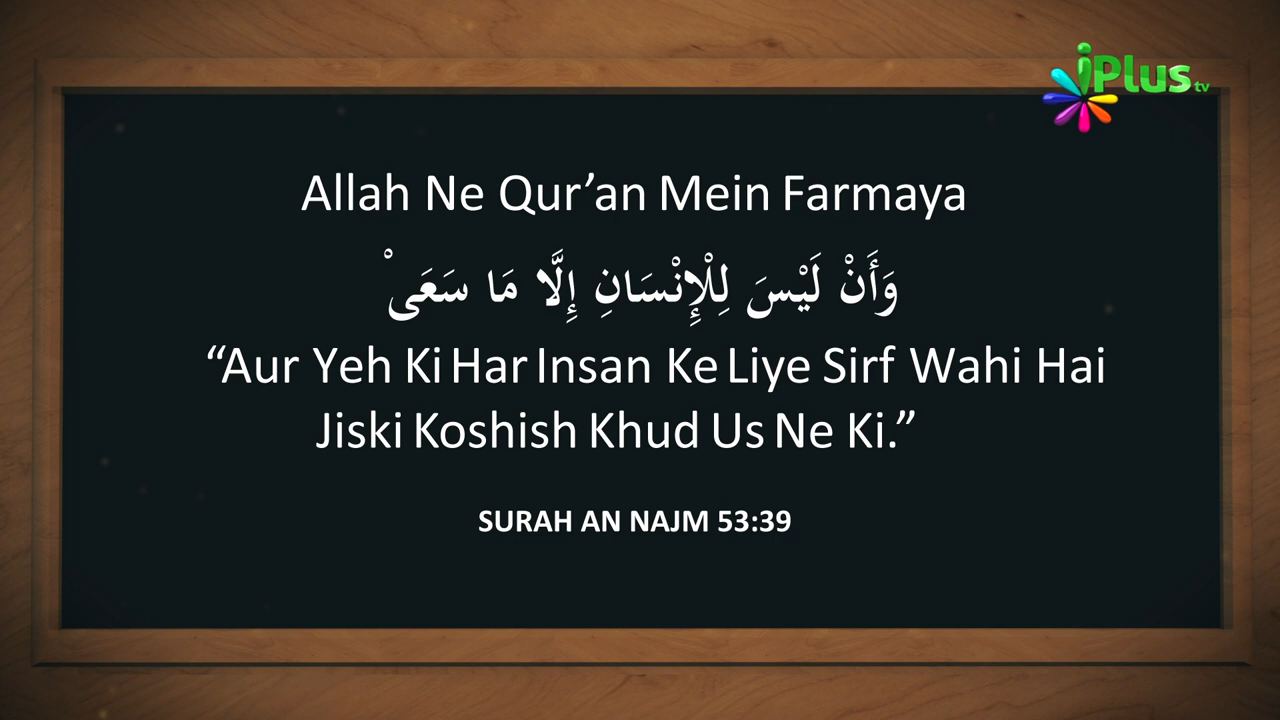 iPlus tv
Allah Ne Qur’an Mein Farmaya
وَأَنْ لَيْسَ لِلْإِنْسَانِ إِلَّا مَا سَعَىْ
“Aur Yeh Ki Har Insan Ke Liye Sirf Wahi Hai
Jiski Koshish Khud Us Ne Ki.”
SURAH AN NAJM 53:39